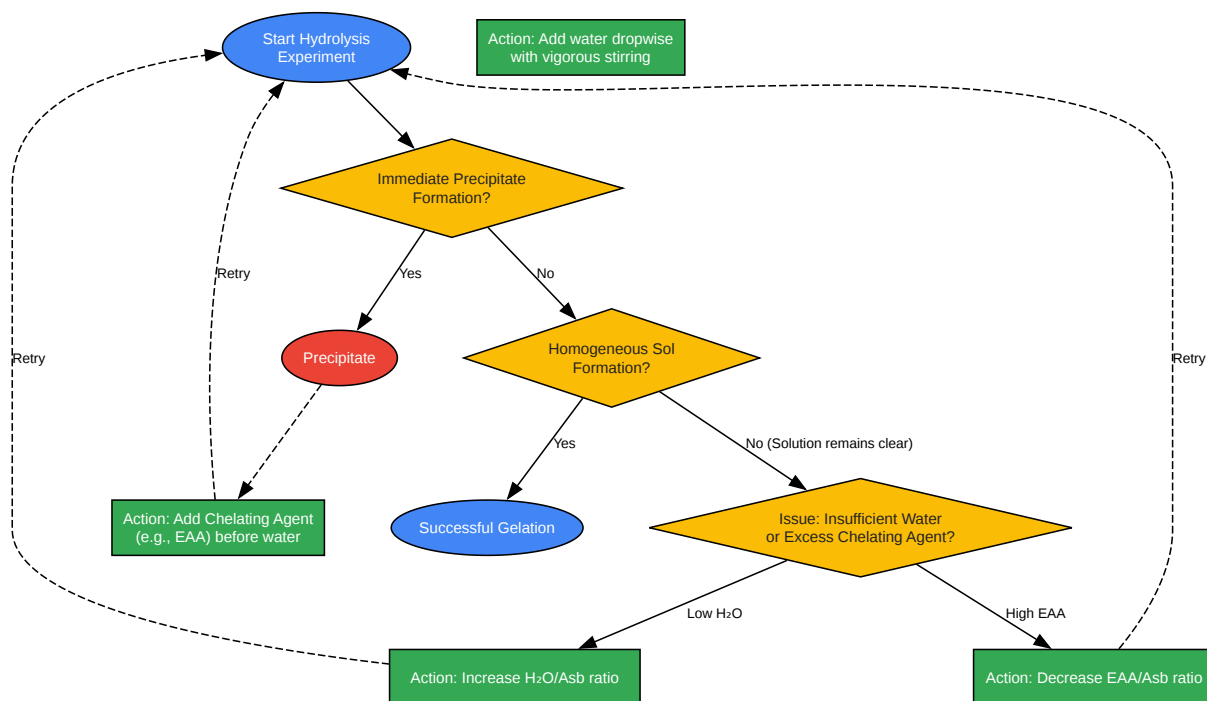 Start Hydrolysis
Experiment
Action: Add water dropwise
with vigorous stirring
Immediate Precipitate
Formation?
Retry
Yes
No
Retry
Precipitate
Homogeneous Sol
Formation?
Retry
Yes
No (Solution remains clear)
Action: Add Chelating Agent
(e.g., EAA) before water
Successful Gelation
Issue: Insufficient Water
or Excess Chelating Agent?
Low H₂O
High EAA
Action: Increase H₂O/Asb ratio
Action: Decrease EAA/Asb ratio